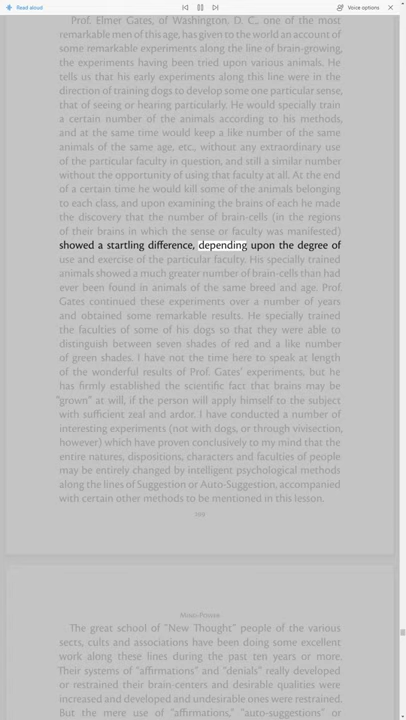 Read aloud
Voice options
Prof. Elmer Gates, of Washington, D. C., one of the most
remarkable men of this age, has given to the world an account of
some remarkable experiments along the line of brain-growing,
the experiments having been tried upon various animals. He
tells us that his early experiments along this line were in the
direction of training dogs to develop some one particular sense,
that of seeing or hearing particularly. He would specially train
a certain number of the animals according to his methods,
and at the same time would keep a like number of the same
animals of the same age, etc., without any extraordinary use
of the particular faculty in question, and still a similar number
without the opportunity of using that faculty at all. At the end
of a certain time he would kill some of the animals belonging
to each class, and upon examining the brains of each he made
the discovery that the number of brain-cells (in the regions
of their brains in which the sense or faculty was manifested)
showed a startling difference, depending upon the degree of
use and exercise of the particular faculty. His specially trained
animals showed a much greater number of brain-cells than had
ever been found in animals of the same breed and age. Prof.
Gates continued these experiments over a number of years
and obtained some remarkable results. He specially trained
the faculties of some of his dogs so that they were able to
distinguish between seven shades of red and a like number
of green shades. I have not the time here to speak at length
of the wonderful results of Prof. Gates' experiments, but he
has firmly established the scientific fact that brains may be
"grown" at will, if the person will apply himself to the subject
with sufficient zeal and ardor. I have conducted a number of
interesting experiments (not with dogs, or through vivisection,
however) which have proven conclusively to my mind that the
entire natures, dispositions, characters and faculties of people
may be entirely changed by intelligent psychological methods
along the lines of Suggestion or Auto-Suggestion, accompanied
with certain other methods to be mentioned in this lesson.
Mind-Power
The great school of "New Thought" people of the various
sects, cults and associations have been doing some excellent
work along these lines during the past ten years or more.
Their systems of "affirmations" and "denials" really developed
or restrained their brain-centers and desirable qualities were
increased and developed and undesirable ones were restrained.
But the mere use of "affirmations," "auto-suggestions" or